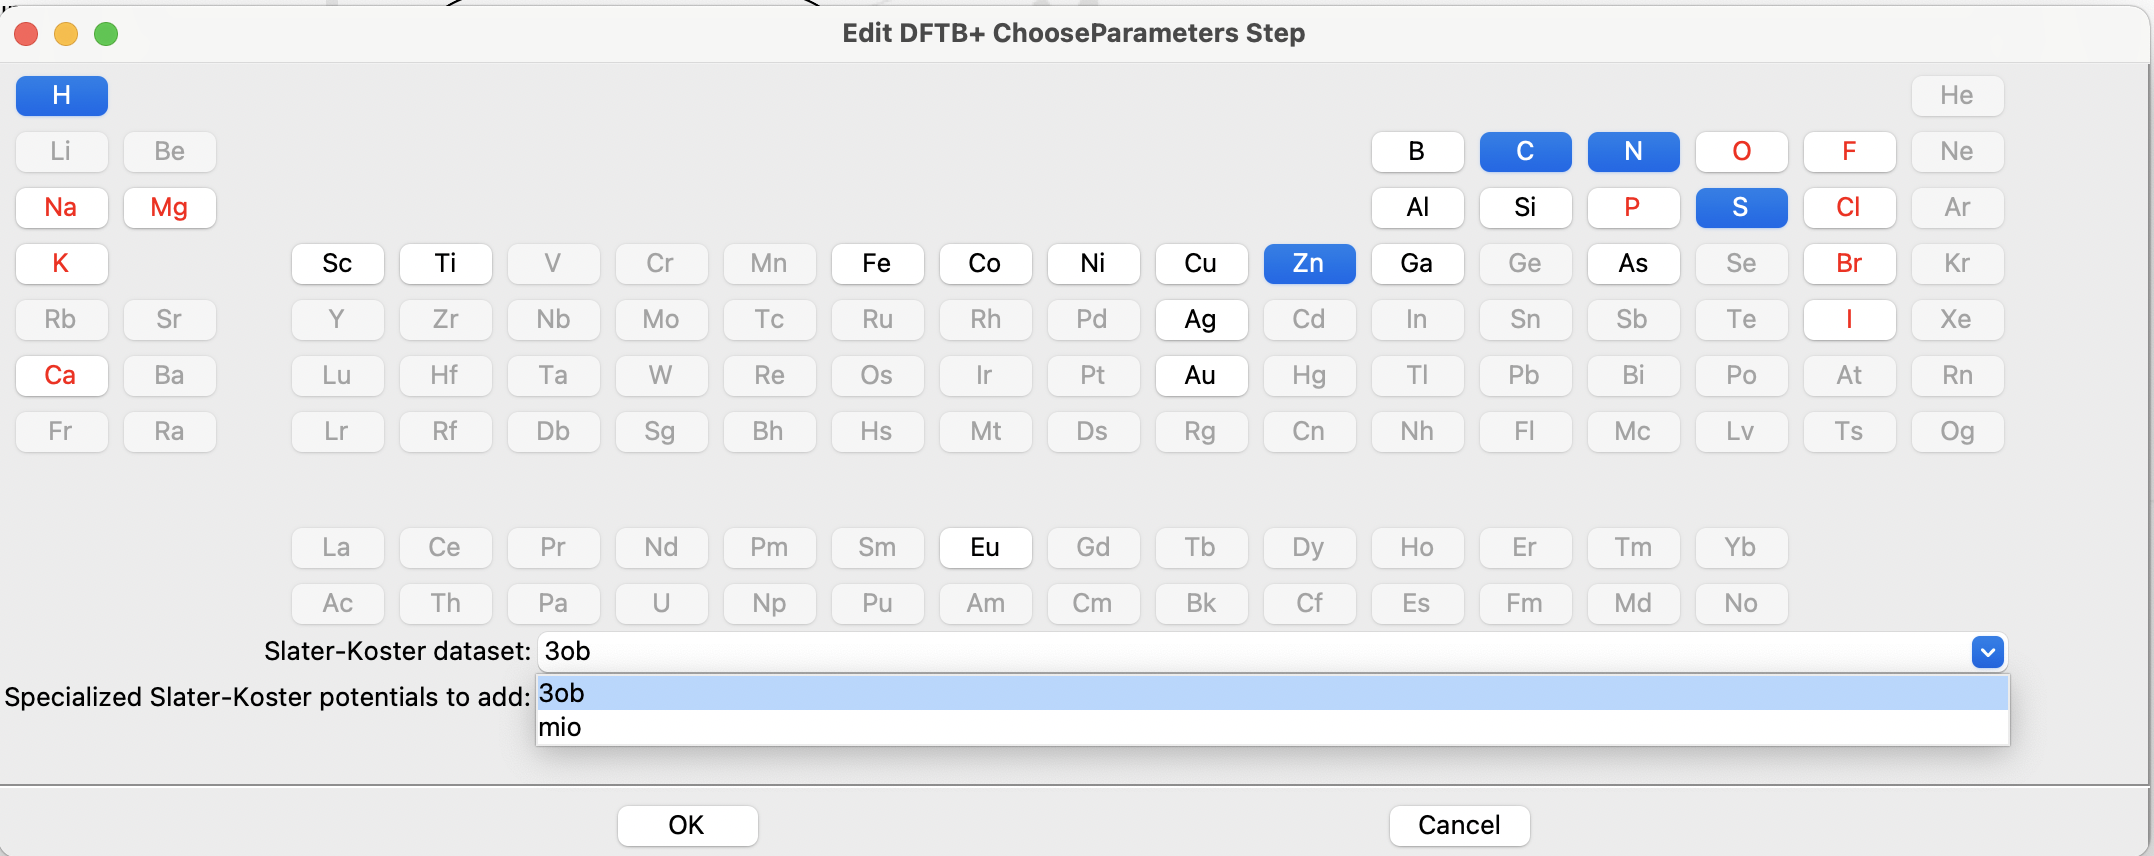 Edit DFTB+ ChooseParameters Step
H He
Li Be B C N O F Ne
Na Mg Al Si P S Cl Ar
K Sc Ti V Cr Mn Fe Co Ni Cu Zn Ga Ge As Se Br Kr
Rb Sr Y Zr Nb Mo Tc Ru Rh Pd Ag Cd In Sn Sb Te I Xe
Ca Ba Lu Hf Ta W Re Os Ir Pt Au Hg Tl Pb Bi Po At Rn
Fr Ra Lr Rf Db Sg Bh Hs Mt Ds Rg Cn Nh Fl Mc Lv Ts Og
La Ce Pr Nd Pm Sm Eu Gd Tb Dy Ho Er Tm Yb
Ac Th Pa U Np Pu Am Cm Bk Cf Es Fm Md No
Slater-Koster dataset: 3ob
Specialized Slater-Koster potentials to add: 3ob
mio
OK Cancel